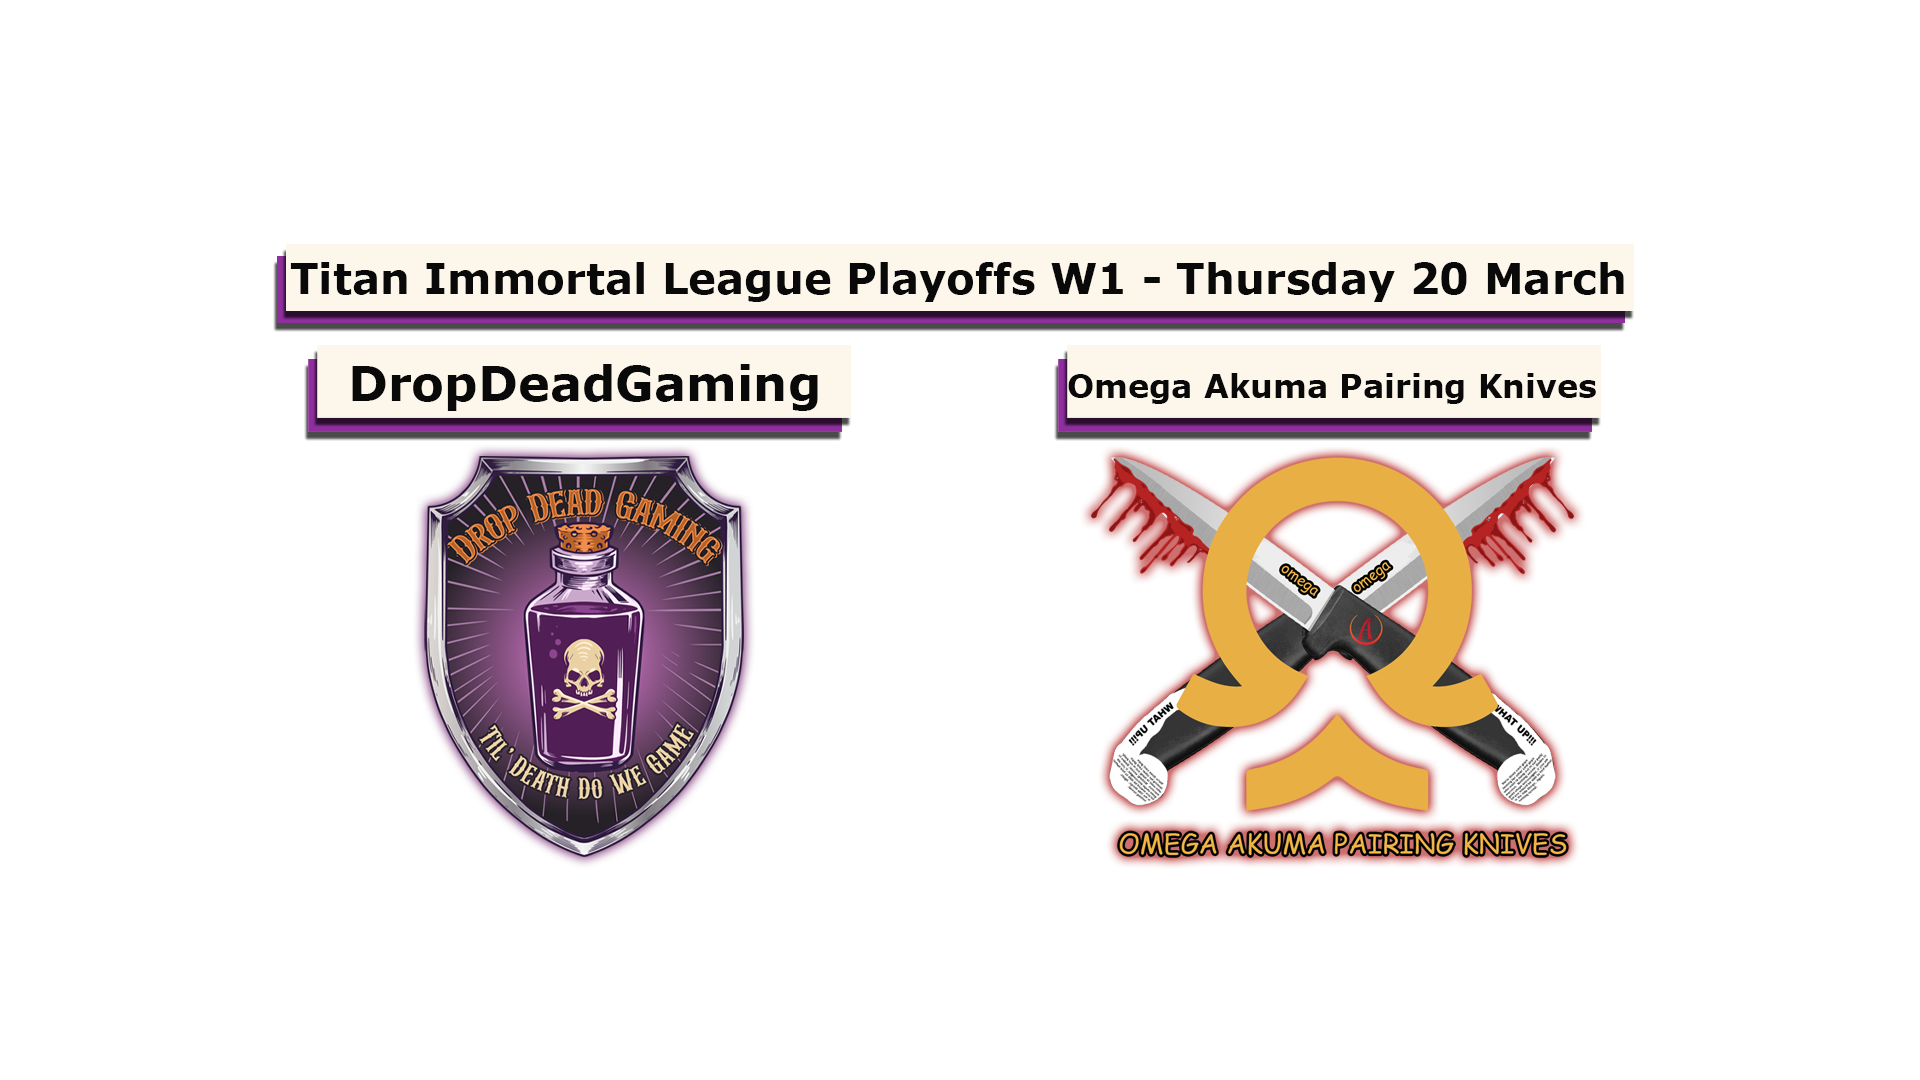 Titan Immortal League Playoffs W1 - Thursday 20 March
DropDeadGaming
Omega Akuma Pairing Knives
DROP DEAD GAMING
TIL' DEATH DO WE GAME
omega
omega
A
WHAT UP!!!
WHAT UP!!!
OMEGA AKUMA PAIRING KNIVES